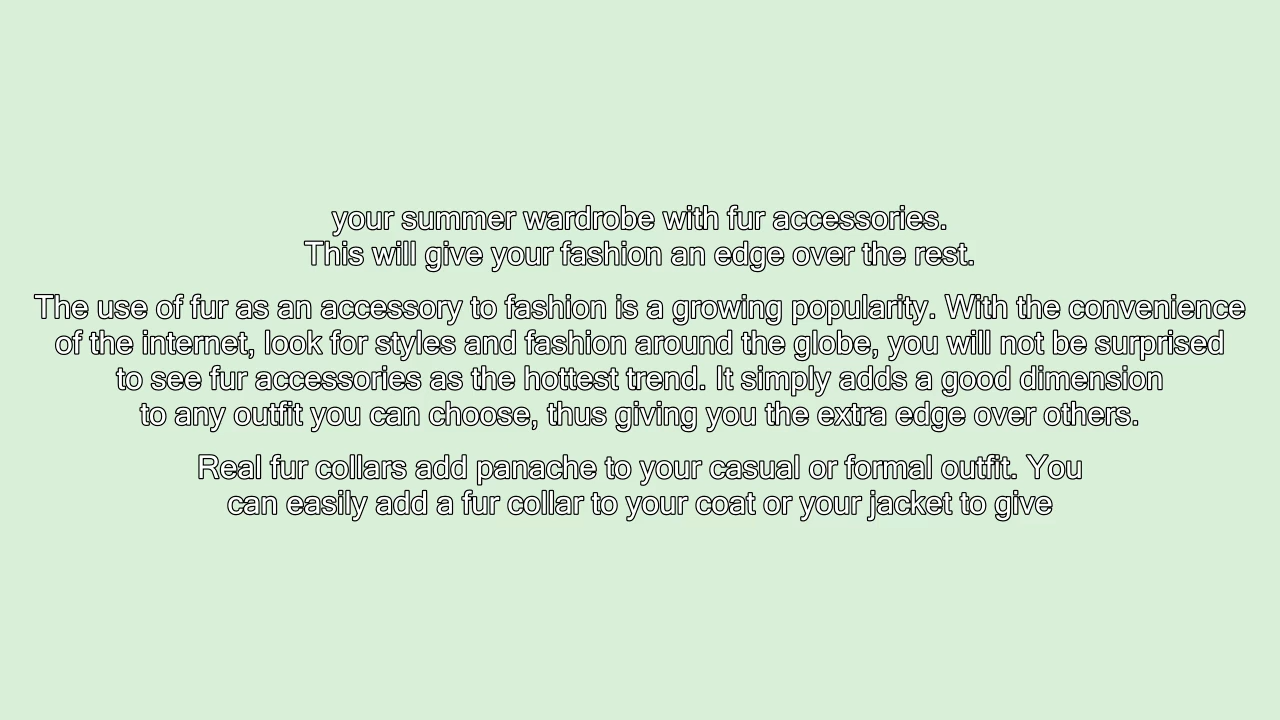 your summer wardrobe with fur accessories.
This will give your fashion an edge over the rest.
The use of fur as an accessory to fashion is a growing popularity. With the convenience
of the internet, look for styles and fashion around the globe, you will not be surprised
to see fur accessories as the hottest trend. It simply adds a good dimension
to any outfit you can choose, thus giving you the extra edge over others.
Real fur collars add panache to your casual or formal outfit. You
can easily add a fur collar to your coat or your jacket to give